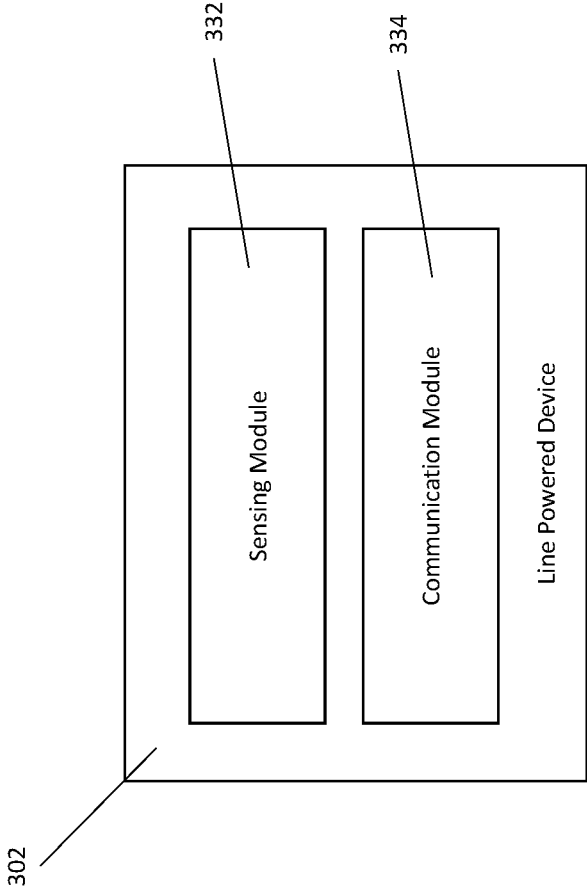 302
Sensing Module
332
Communication Module
334
Line Powered Device